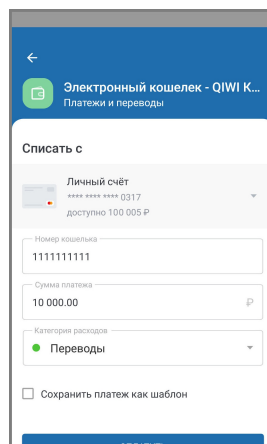 Электронный кошелек - QIWI К...
Платежи и переводы
Списать с
Личный счёт
**** **** **** 0317
доступно 100 005 ₽
Номер кошелька
1111111111
Сумма платежа
10 000.00 ₽
Категория расходов
Переводы
Сохранить платеж как шаблон